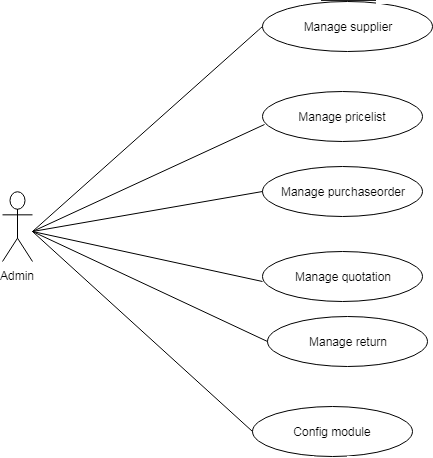 Manage supplier
Manage pricelist
Manage purchaseorder
Admin
Manage quotation
Manage return
Config module